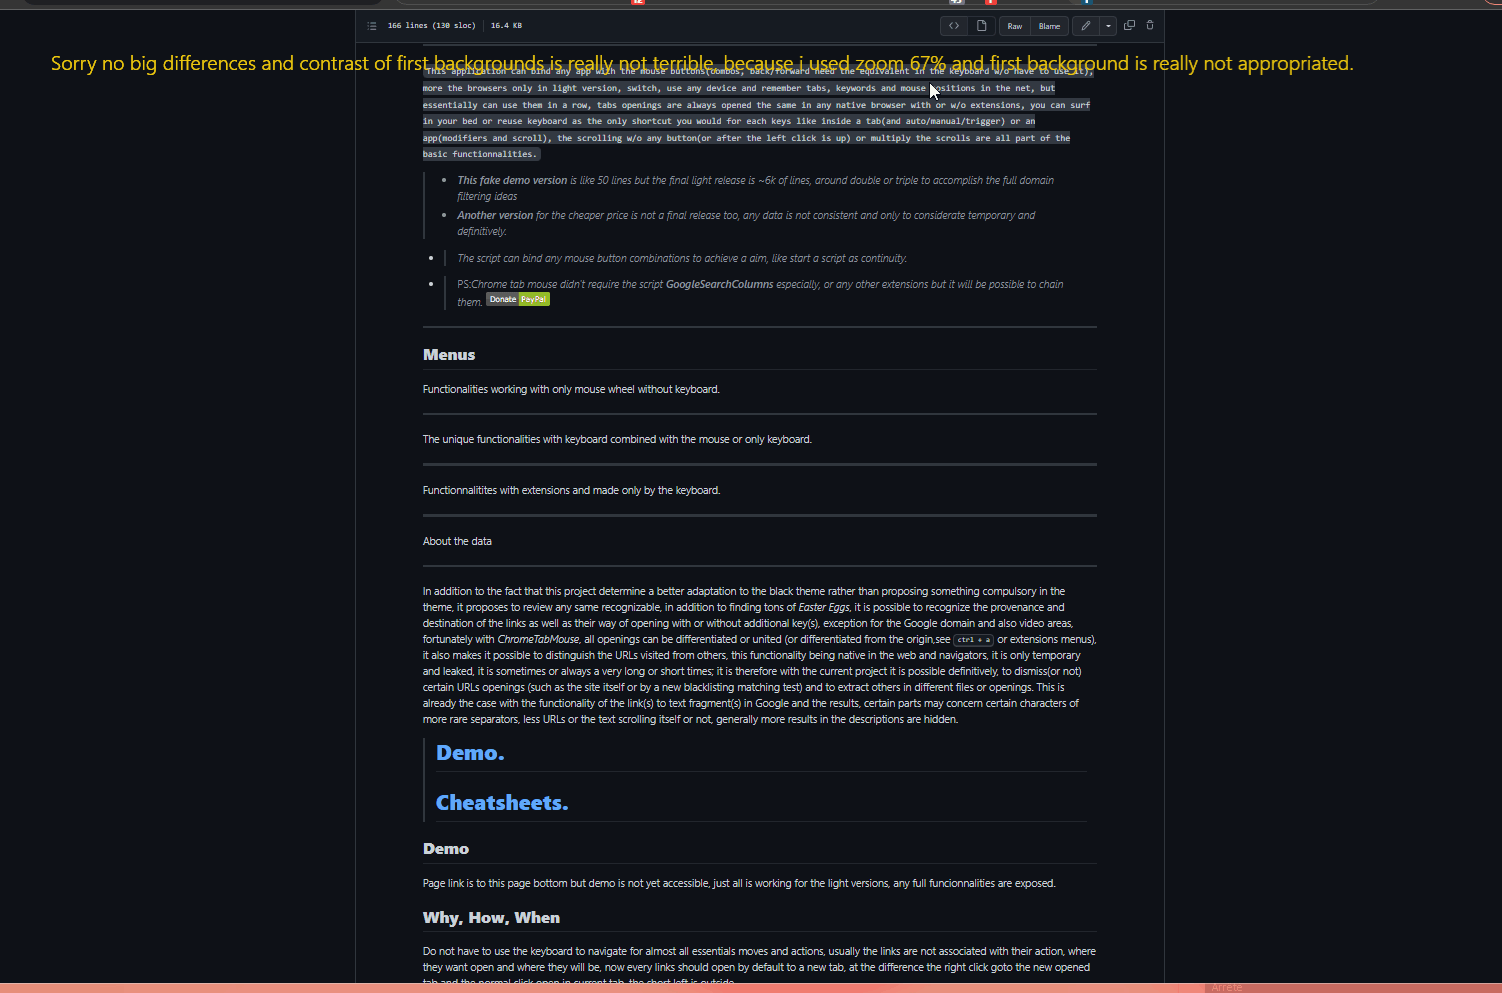 166 lines (130 sloc) 16.4 KB
Raw Blame
Sorry no big differences and contrast of first backgrounds is really not terrible, because i used zoom 67% and first background is really not appropriated.
This application can bind any app with the mouse buttons(combos, back/forward need the equivalent in the keyboard w/o have to use it),
more the browsers only in light version, switch, use any device and remember tabs, keywords and mouse positions in the net, but
essentially can use them in a row, tabs openings are always opened the same in any native browser with or w/o extensions, you can surf
in your bed or reuse keyboard as the only shortcut you would for each keys like inside a tab(and auto/manual/trigger) or an
app(modifiers and scroll), the scrolling w/o any button(or after the left click is up) or multiply the scrolls are all part of the
basic functionnalities.
This fake demo version is like 50 lines but the final light release is ~6k of lines, around double or triple to accomplish the full domain
filtering ideas
Another version for the cheaper price is not a final release too, any data is not consistent and only to considerate temporary and
definitively.
The script can bind any mouse button combinations to achieve a aim, like start a script as continuity.
PS:Chrome tab mouse didn't require the script GoogleSearchColumns especially, or any other extensions but it will be possible to chain
them. Donate PayPal
Menus
Functionalities working with only mouse wheel without keyboard.
The unique functionalities with keyboard combined with the mouse or only keyboard.
Functionnalitites with extensions and made only by the keyboard.
About the data
In addition to the fact that this project determine a better adaptation to the black theme rather than proposing something compulsory in the
theme, it proposes to review any same recognizable, in addition to finding tons of Easter Eggs, it is possible to recognize the provenance and
destination of the links as well as their way of opening with or without additional key(s), exception for the Google domain and also video areas,
fortunately with ChromeTabMouse, all openings can be differentiated or united (or differentiated from the origin,see ctrl + a or extensions menus),
it also makes it possible to distinguish the URLs visited from others, this functionality being native in the web and navigators, it is only temporary
and leaked, it is sometimes or always a very long or short times; it is therefore with the current project it is possible definitively, to dismiss(or not)
certain URLs openings (such as the site itself or by a new blacklisting matching test) and to extract others in different files or openings. This is
already the case with the functionality of the link(s) to text fragment(s) in Google and the results, certain parts may concern certain characters of
more rare separators, less URLs or the text scrolling itself or not, generally more results in the descriptions are hidden.
Demo.
Cheatsheets.
Demo
Page link is to this page bottom but demo is not yet accessible, just all is working for the light versions, any full funcionnalities are exposed.
Why, How, When
Do not have to use the keyboard to navigate for almost all essentials moves and actions, usually the links are not associated with their action, where
they want open and where they will be, now every links should open by default to a new tab, at the difference the right click goto the new opened
tab and the normal click open in current tab, the short left is outside
Arrête